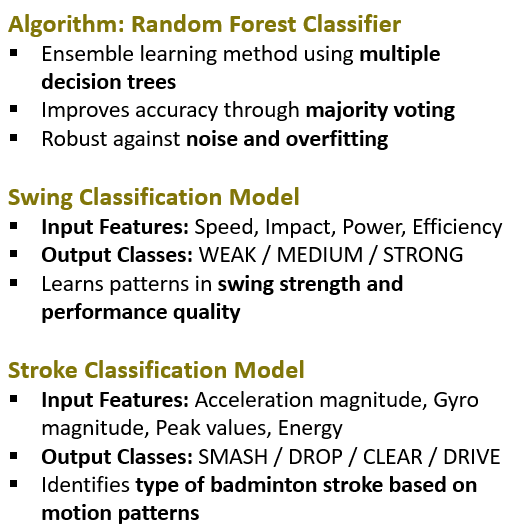 Algorithm: Random Forest Classifier
▪ Ensemble learning method using multiple
decision trees
▪ Improves accuracy through majority voting
▪ Robust against noise and overfitting
Swing Classification Model
▪ Input Features: Speed, Impact, Power, Efficiency
▪ Output Classes: WEAK / MEDIUM / STRONG
▪ Learns patterns in swing strength and
performance quality
Stroke Classification Model
▪ Input Features: Acceleration magnitude, Gyro
magnitude, Peak values, Energy
▪ Output Classes: SMASH / DROP / CLEAR / DRIVE
▪ Identifies type of badminton stroke based on
motion patterns